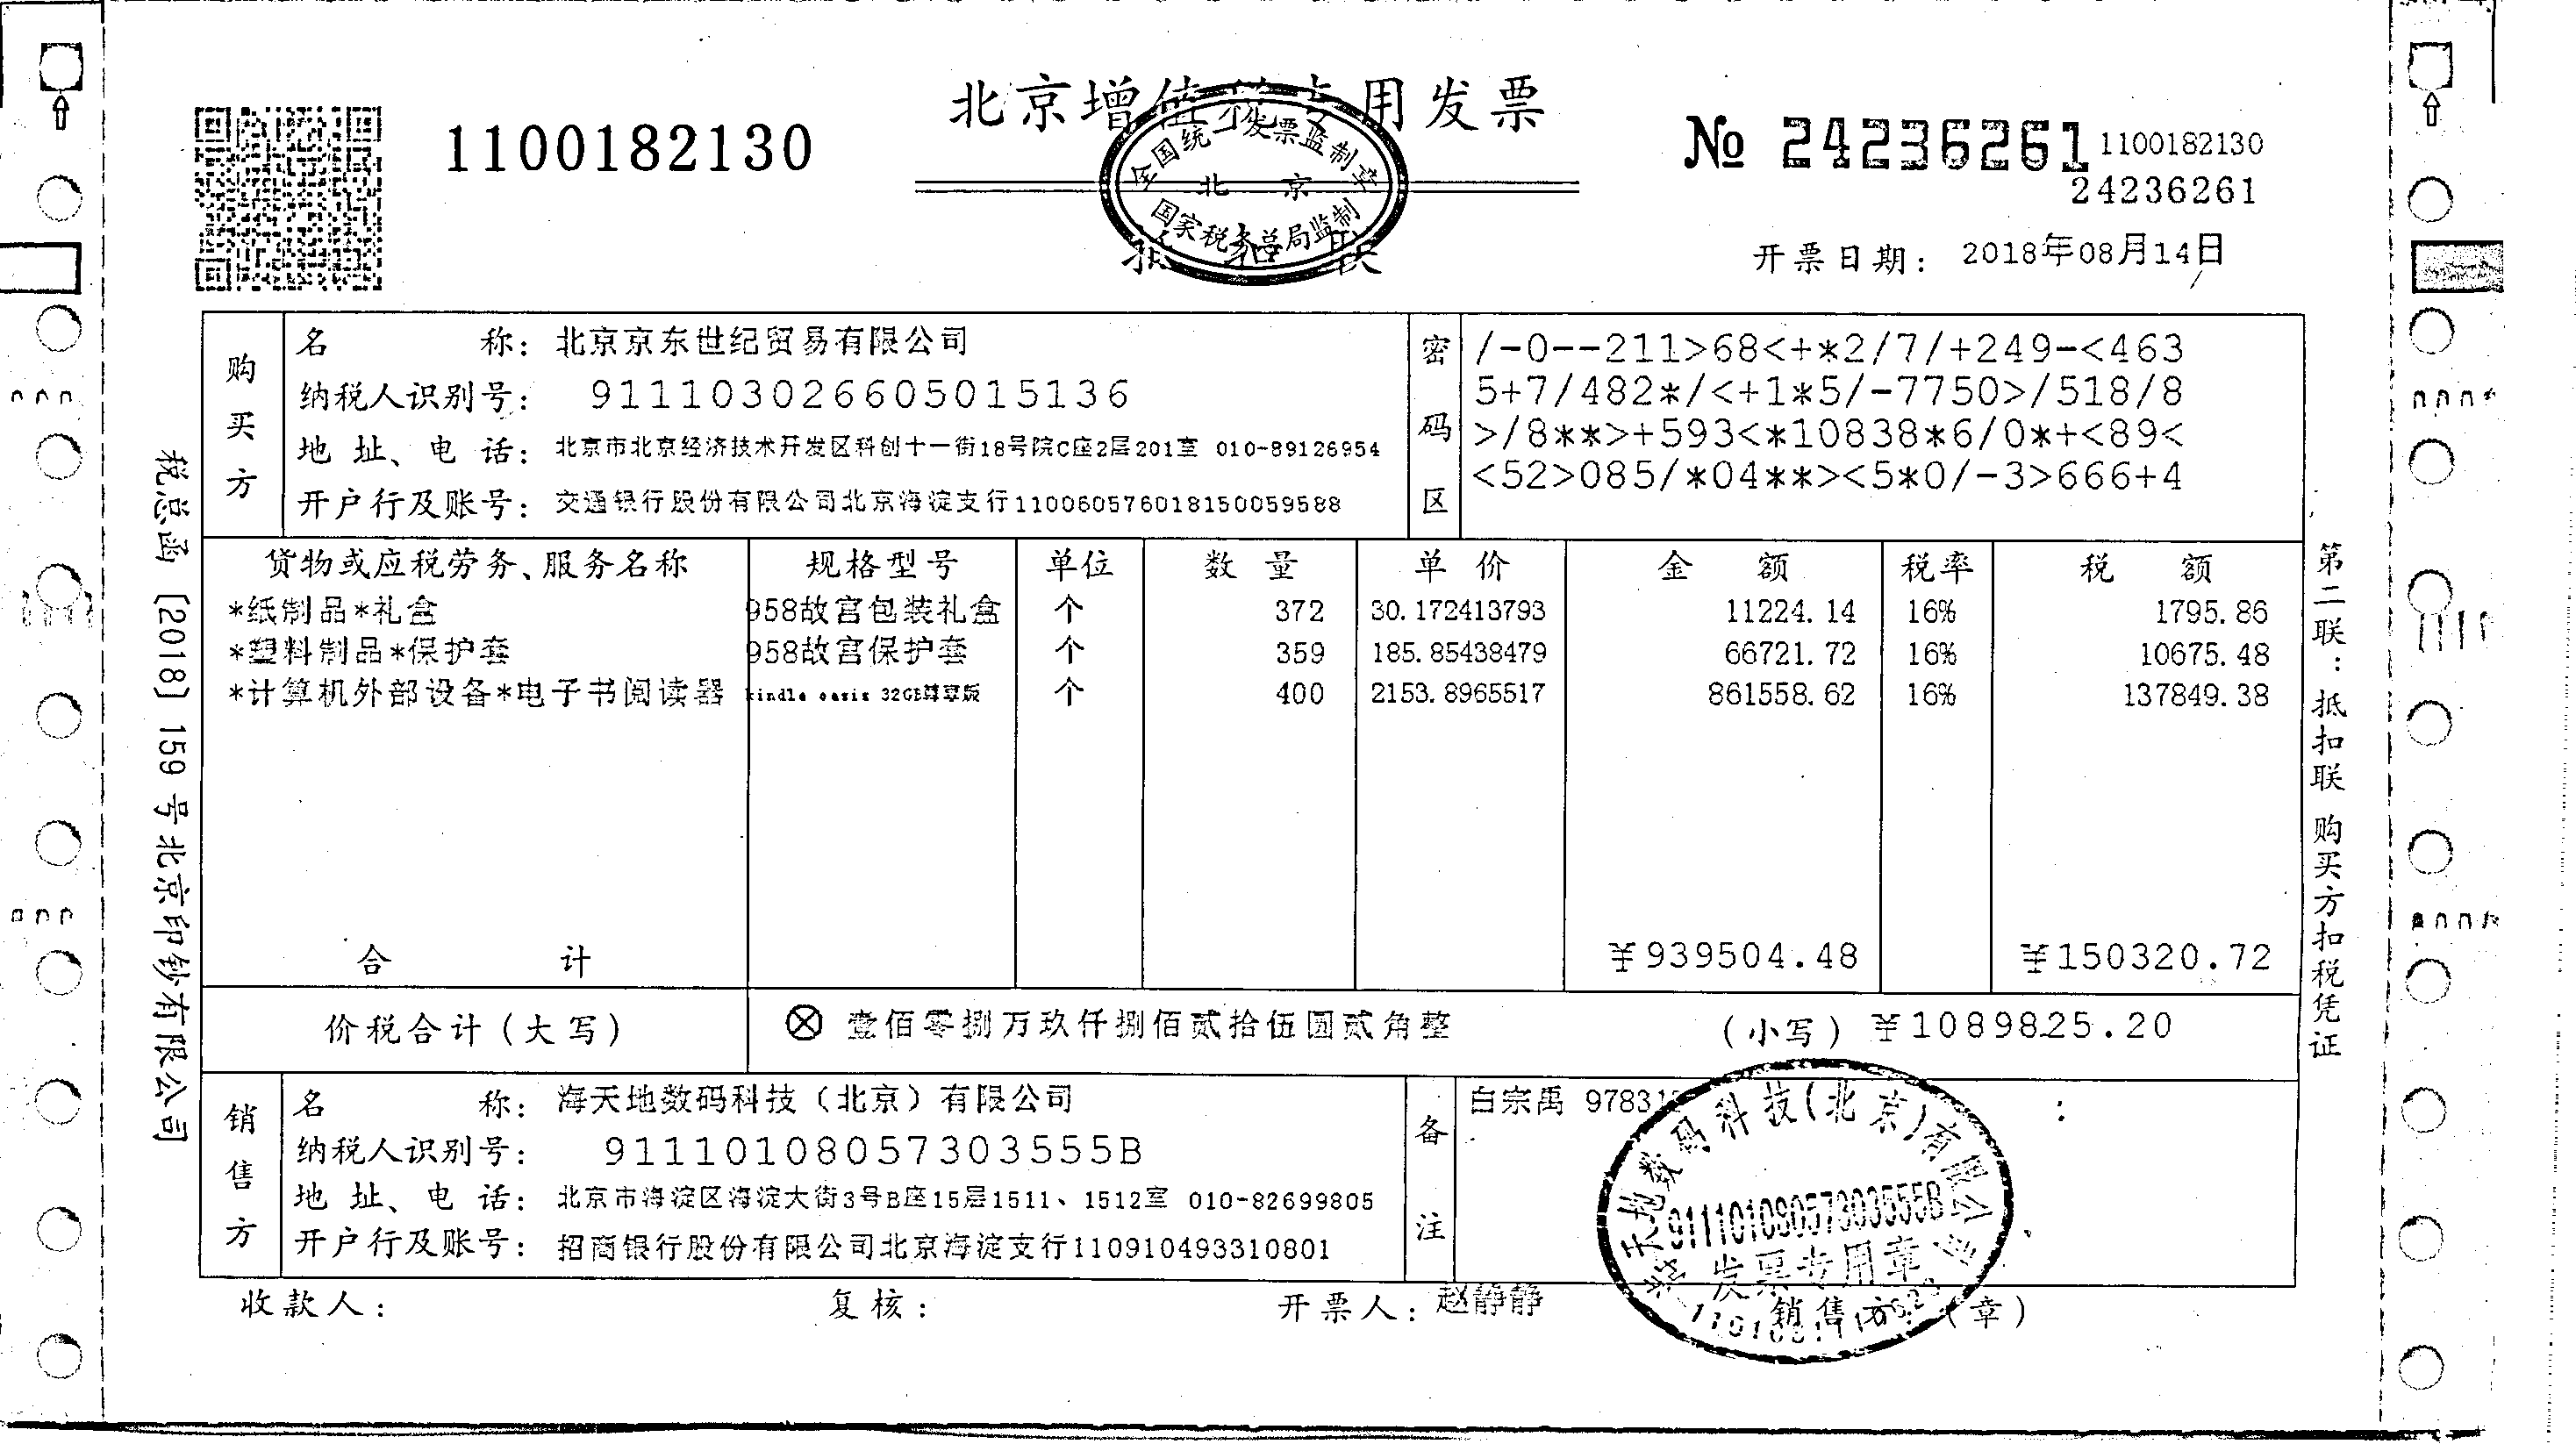 北京增值税专用发票
1100182130
№ 24236261 1100182130
24236261
全国统一发票监制章
北 京
国家税务总局监制
抵扣联
开票日期： 2018年08月14日
购买方
名 称： 北京京东世纪贸易有限公司
纳税人识别号： 911103026605015136
地 址、电 话： 北京市北京经济技术开发区科创十一街18号院C座2层201室 010-89126954
开户行及账号： 交通银行股份有限公司北京海淀支行110060576018150059588
密码区
/-0--211>68<+*2/7/+249-<463
5+7/482*/<+1*5/-7750>/518/8
>/8**>+593<*10838*6/0*+<89<
<52>085/*04**><5*0/-3>666+4
货物或应税劳务、服务名称 规格型号 单位 数 量 单 价 金 额 税率 税 额
*纸制品*礼盒 958故宫包装礼盒 个 372 30.172413793 11224.14 16% 1795.86
*塑料制品*保护套 958故宫保护套 个 359 185.85438479 66721.72 16% 10675.48
*计算机外部设备*电子书阅读器 kindle oasis 32GB尊享版 个 400 2153.8965517 861558.62 16% 137849.38
合 计 ￥939504.48 ￥150320.72
价税合计（大写） ⊗ 壹佰零捌万玖仟捌佰贰拾伍圆贰角整 （小写）￥1089825.20
销售方
名 称： 海天地数码科技（北京）有限公司
纳税人识别号： 91110108057303555B
地 址、电 话： 北京市海淀区海淀大街3号B座15层1511、1512室 010-82699805
开户行及账号： 招商银行股份有限公司北京海淀支行110910493310801
备注
白宗禹 9783
海天地数码科技(北京)有限公司
91110108057303555B
发票专用章
收款人： 复核： 开票人：赵静静 销售方：（章）
税总函［2018］159号北京印钞有限公司
第二联：抵扣联 购买方扣税凭证